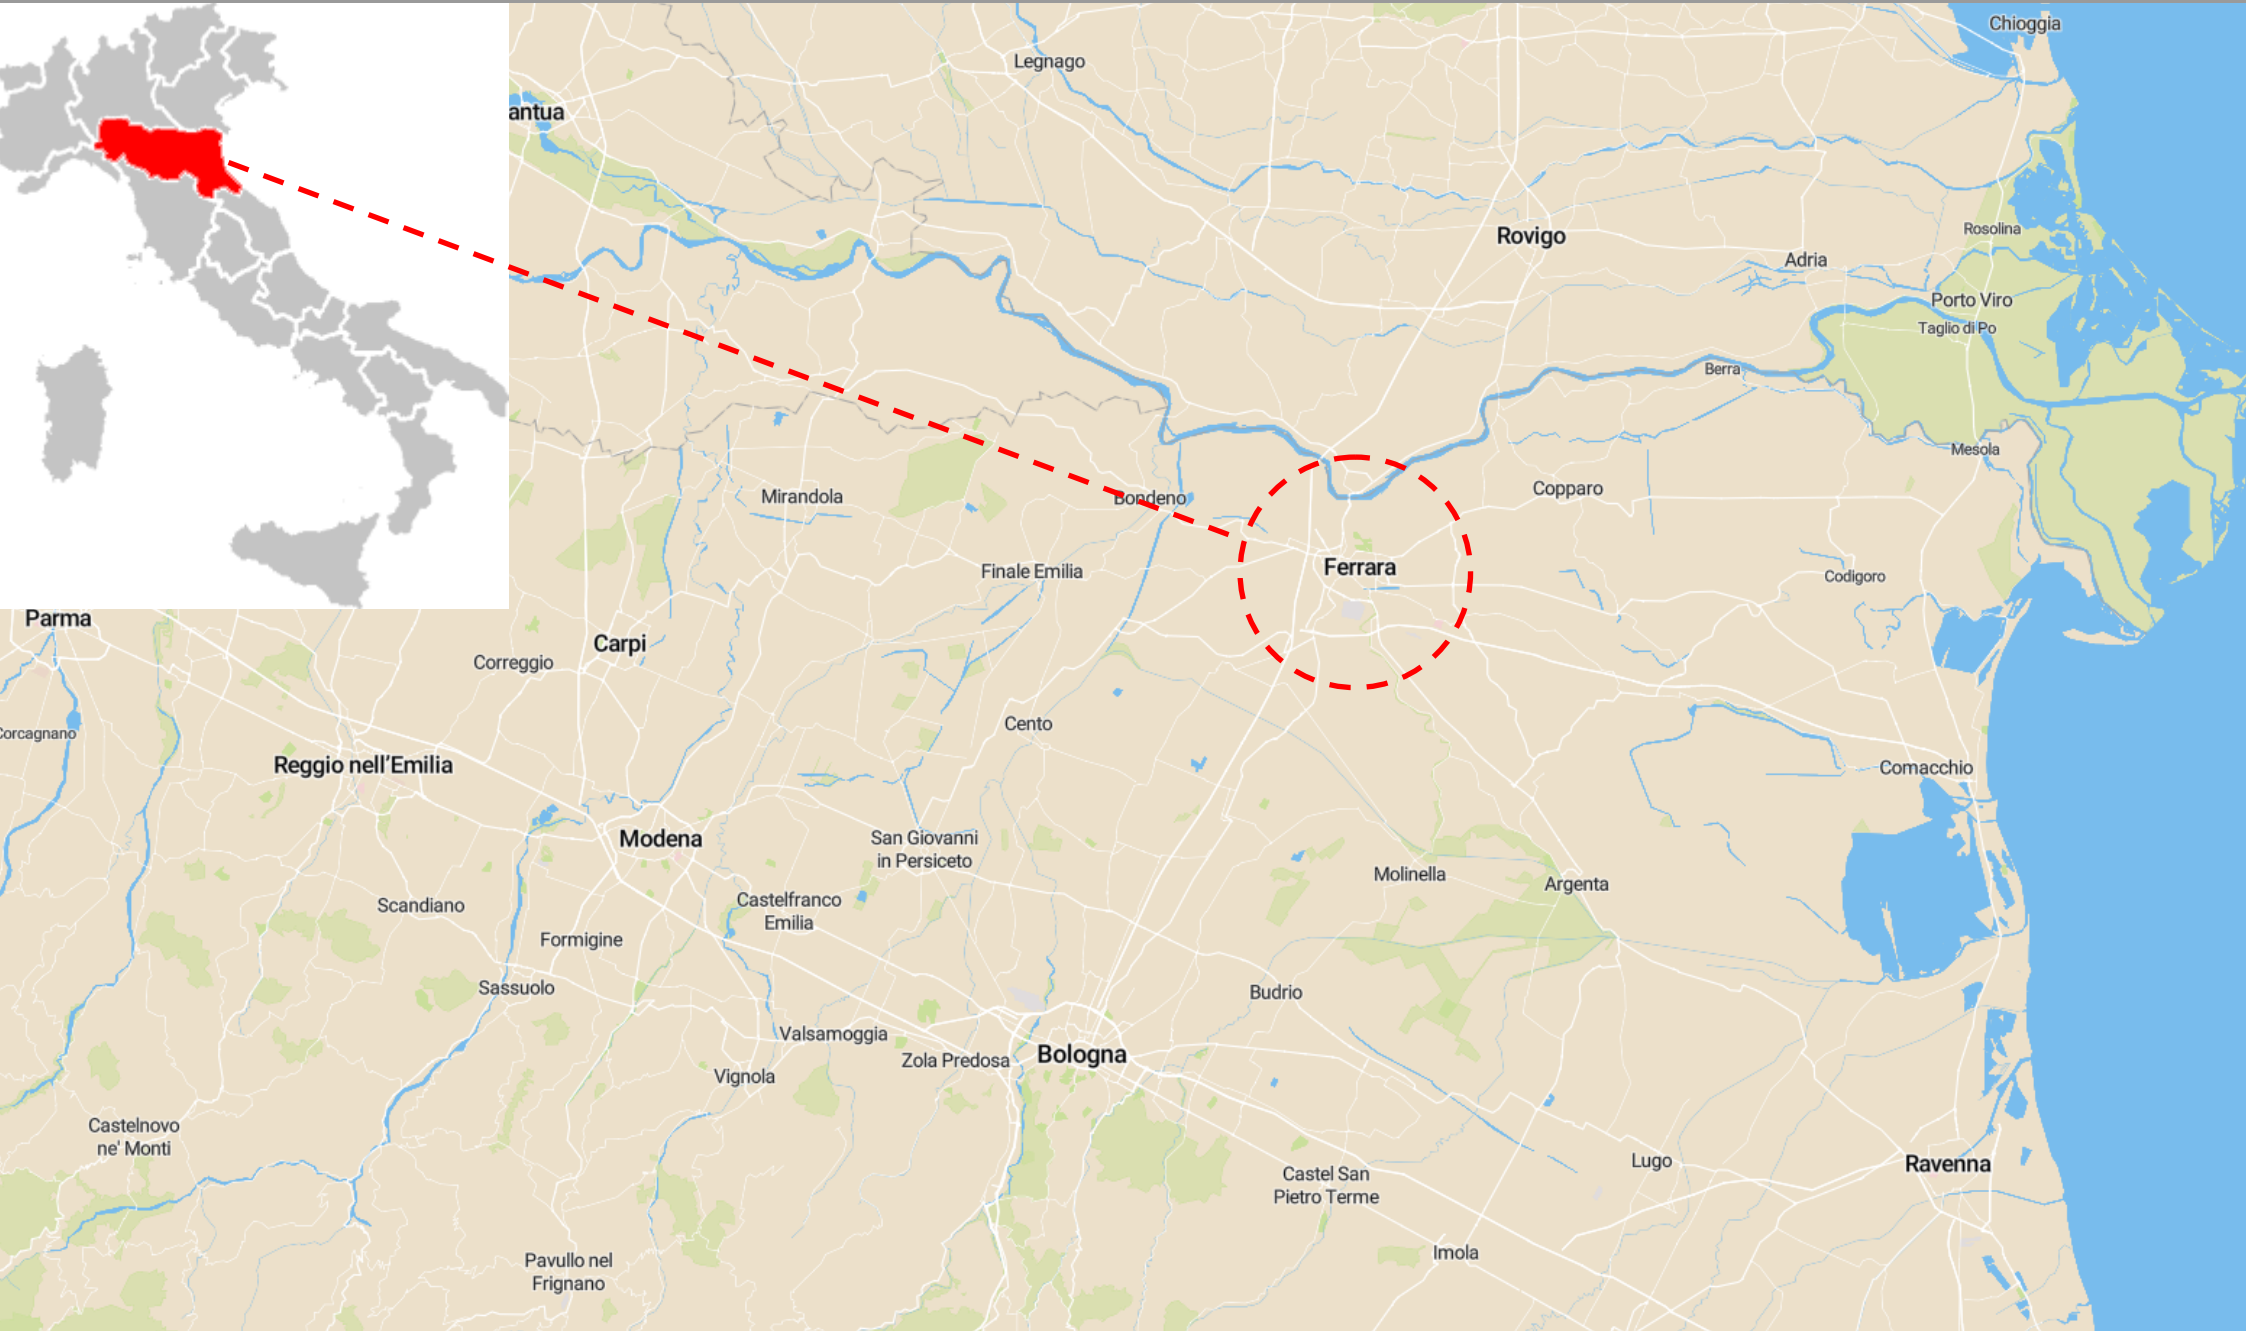 Chioggia
Legnago
antua
Rovigo
Rosolina
Adria
Porto Viro
Taglio di Po
Berra
Mesola
Mirandola
Bondeno
Copparo
Ferrara
Finale Emilia
Codigoro
Parma
Carpi
Correggio
Cento
Corcagnano
Reggio nell'Emilia
Comacchio
Modena
San Giovanni
in Persiceto
Molinella
Argenta
Scandiano
Castelfranco
Emilia
Formigine
Sassuolo
Budrio
Valsamoggia
Zola Predosa
Bologna
Vignola
Castelnovo
ne' Monti
Lugo
Ravenna
Castel San
Pietro Terme
Imola
Pavullo nel
Frignano